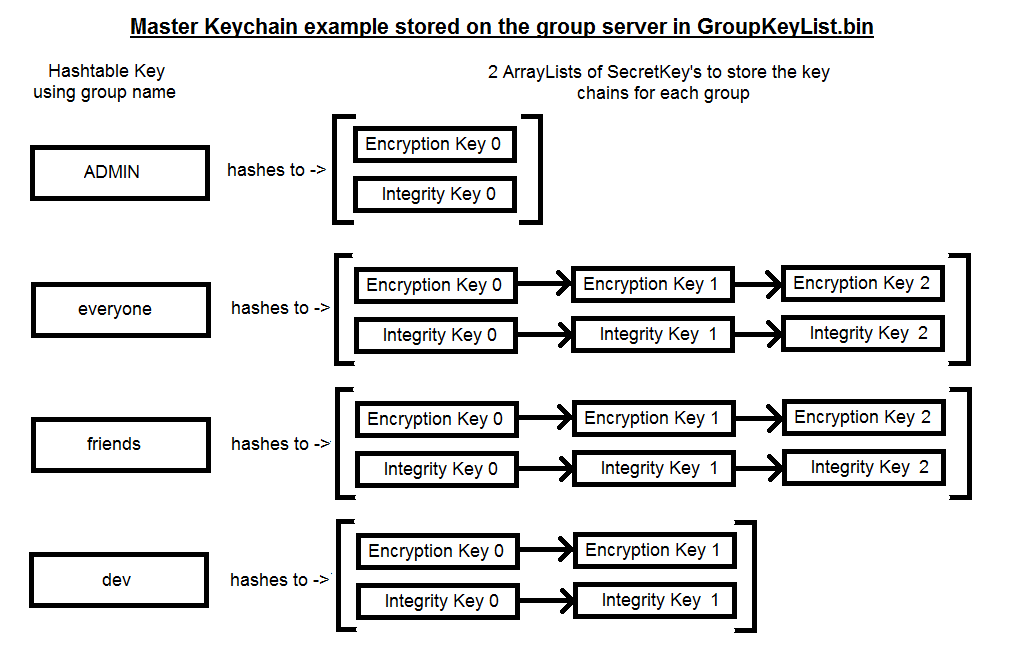 Master Keychain example stored on the group server in GroupKeyList.bin
Hashtable Key
using group name
2 ArrayLists of SecretKey's to store the key
chains for each group
ADMIN
hashes to ->
Encryption Key 0
Integrity Key 0
everyone
hashes to ->
Encryption Key 0
Encryption Key 1
Encryption Key 2
Integrity Key 0
Integrity Key 1
Integrity Key 2
friends
hashes to ->
Encryption Key 0
Encryption Key 1
Encryption Key 2
Integrity Key 0
Integrity Key 1
Integrity Key 2
dev
hashes to ->
Encryption Key 0
Encryption Key 1
Integrity Key 0
Integrity Key 1